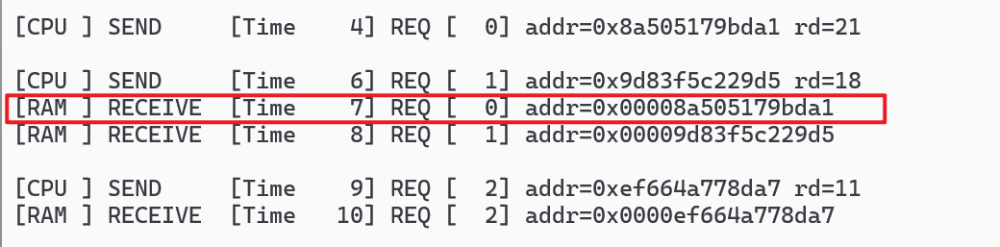 [CPU ] SEND     [Time    4] REQ [  0] addr=0x8a505179bda1 rd=21
[CPU ] SEND     [Time    6] REQ [  1] addr=0x9d83f5c229d5 rd=18
[RAM ] RECEIVE  [Time    7] REQ [  0] addr=0x00008a505179bda1
[RAM ] RECEIVE  [Time    8] REQ [  1] addr=0x00009d83f5c229d5
[CPU ] SEND     [Time    9] REQ [  2] addr=0xef664a778da7 rd=11
[RAM ] RECEIVE  [Time   10] REQ [  2] addr=0x0000ef664a778da7